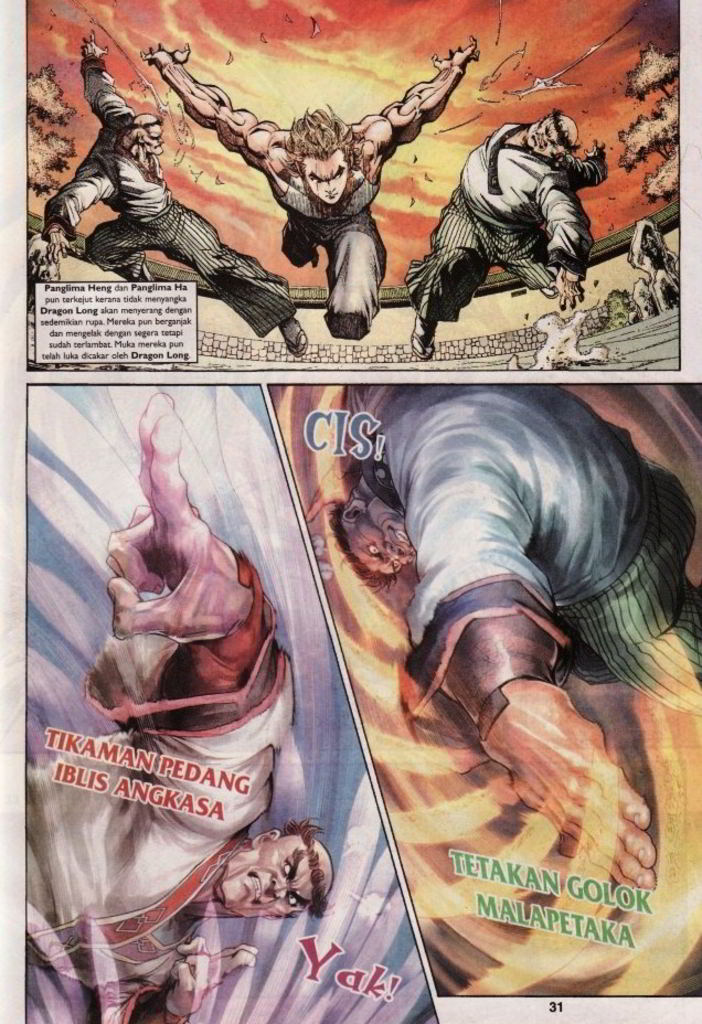 Panglima Heng dan Panglima Ha
pun terkejut kerana tidak menyangka
Dragon Long akan menyerang dengan
sedemikian rupa. Mereka pun berganjak
dan mengelak dengan segera tetapi
sudah terlambat. Muka mereka pun
telah luka dicakar oleh Dragon Long.
CIS!
TIKAMAN PEDANG
IBLIS ANGKASA
TETAKAN GOLOK
MALAPETAKA
Yak!
31